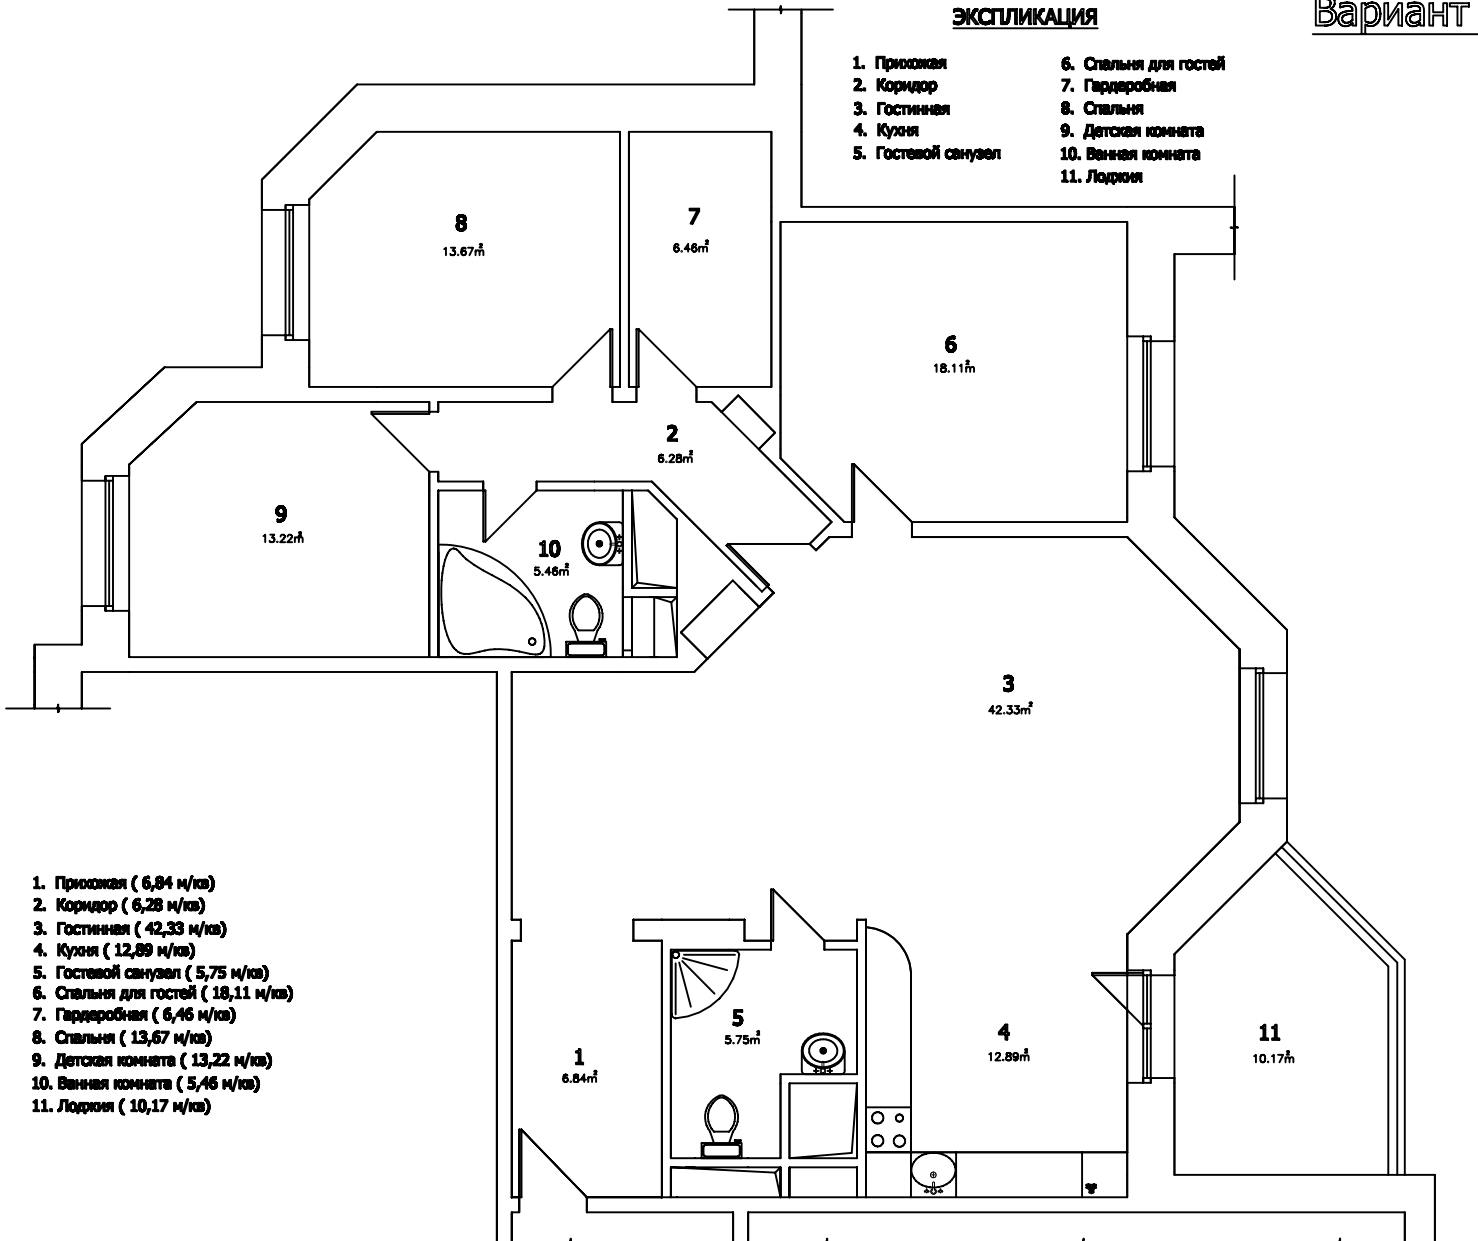 ЭКСПЛИКАЦИЯ
Вариант
1. Прихожая
2. Коридор
3. Гостинная
4. Кухня
5. Гостевой санузел
6. Спальня для гостей
7. Гардеробная
8. Спальня
9. Детская комната
10. Ванная комната
11. Лоджия
8
13.67m²
7
6.46m²
6
18.11m²
2
6.28m²
9
13.22m²
10
5.46m²
3
42.33m²
1. Прихожая ( 6,84 м/кв)
2. Коридор ( 6,28 м/кв)
3. Гостинная ( 42,33 м/кв)
4. Кухня ( 12,89 м/кв)
5. Гостевой санузел ( 5,75 м/кв)
6. Спальня для гостей ( 18,11 м/кв)
7. Гардеробная ( 6,46 м/кв)
8. Спальня ( 13,67 м/кв)
9. Детская комната ( 13,22 м/кв)
10. Ванная комната ( 5,46 м/кв)
11. Лоджия ( 10,17 м/кв)
5
5.75m²
4
12.89m²
11
10.17m²
1
6.84m²